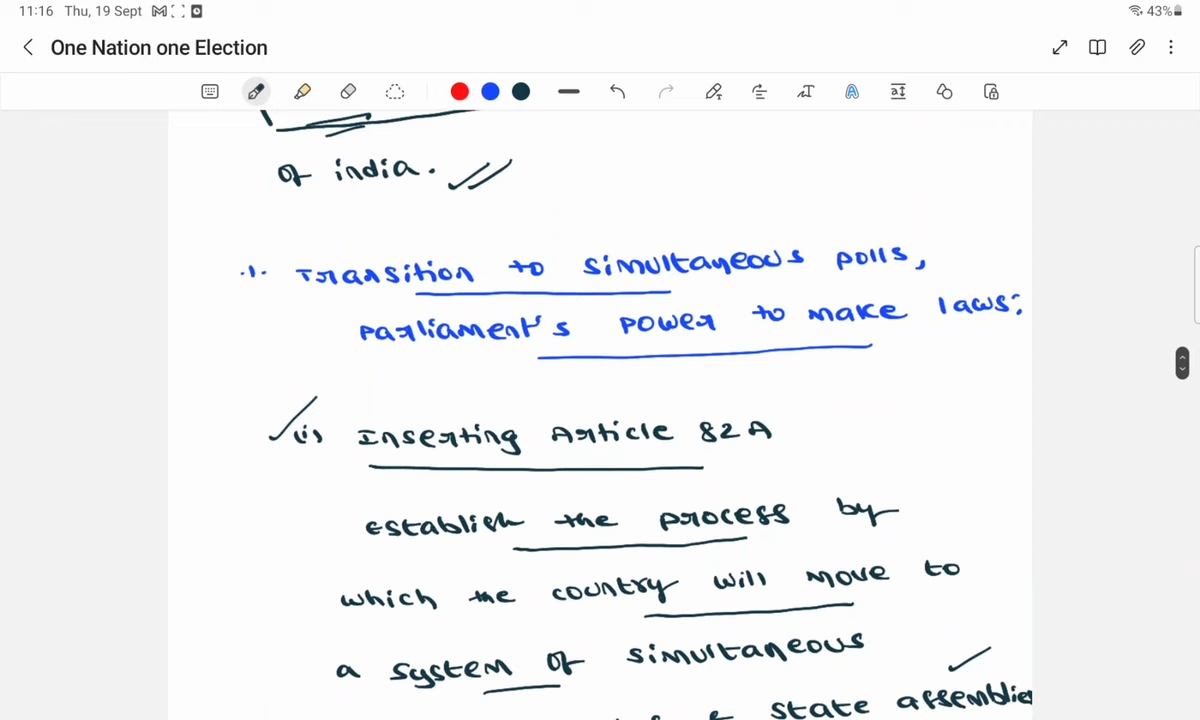 11:16 Thu, 19 Sept 43%
One Nation one Election
of india.
Transition to simultaneous polls,
parliament's power to make laws:
(i) Inserting Article 82A
establish the process by
which the country will move to
a system of simultaneous
& state assemblies